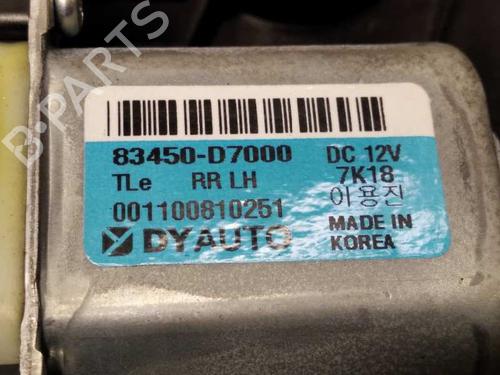 B-PARTS
83450-D7000 DC 12V
TLe RR LH 7K18
001100810251 이용진
DYAUTO MADE IN
KOREA